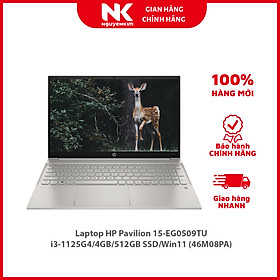 NK
NGUYENKIM
GIAN HÀNG
CHÍNH HÃNG
100%
HÀNG MỚI
Bảo hành
CHÍNH HÃNG
Giao hàng
NHANH
Laptop HP Pavilion 15-EG0509TU
i3-1125G4/4GB/512GB SSD/Win11 (46M08PA)